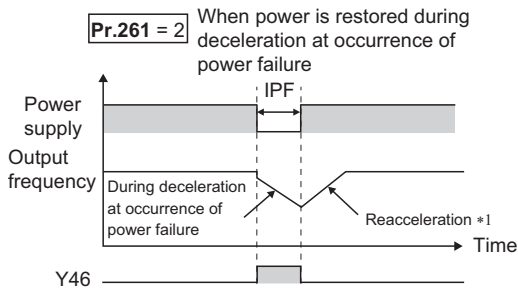 Pr.261 = 2
When power is restored during
deceleration at occurrence of
power failure
IPF
Power
supply
Output
frequency
During deceleration
at occurrence of
power failure
Reacceleration *1
Time
Y46